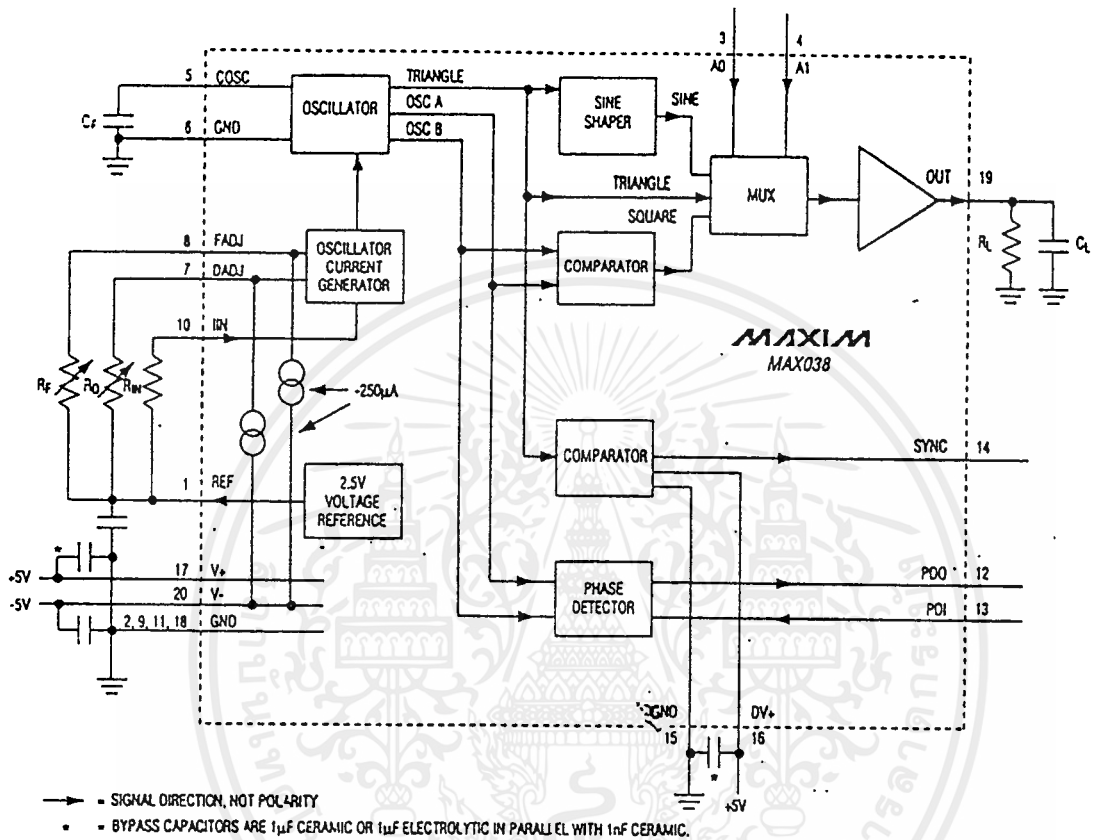 3 4
A0 A1
5 COSC
OSCILLATOR
TRIANGLE
OSC A
OSC B
SINE SHAPER
SINE
CF
6 GND
TRIANGLE
SQUARE
MUX
OUT 19
RL
CL
8 FADJ
7 DADJ
OSCILLATOR CURRENT GENERATOR
COMPARATOR
10 IIN
MAXIM
MAX038
RF
RD
RIN
-250µA
COMPARATOR
SYNC 14
1 REF
2.5V VOLTAGE REFERENCE
*
+5V
17 V+
-5V
20 V-
2, 9, 11, 18 GND
*
PHASE DETECTOR
PDO 12
PDI 13
GND DV+
15 16
*
+5V
= SIGNAL DIRECTION, NOT POLARITY
* = BYPASS CAPACITORS ARE 1µF CERAMIC OR 1µF ELECTROLYTIC IN PARALLEL WITH 1nF CERAMIC.